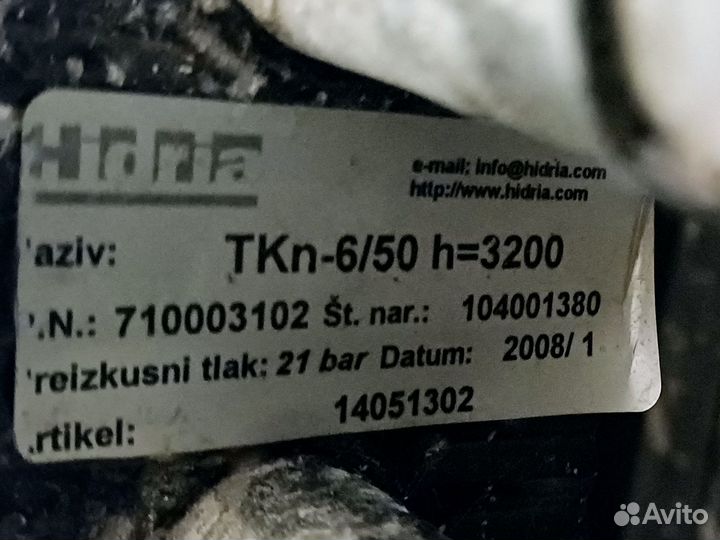 Hidria
e-mail: info@hidria.com
http://www.hidria.com
aziv: TKn-6/50 h=3200
.N.: 710003102 Št. nar.: 104001380
reizkusni tlak: 21 bar Datum: 2008/ 1
rtikel: 14051302
Avito